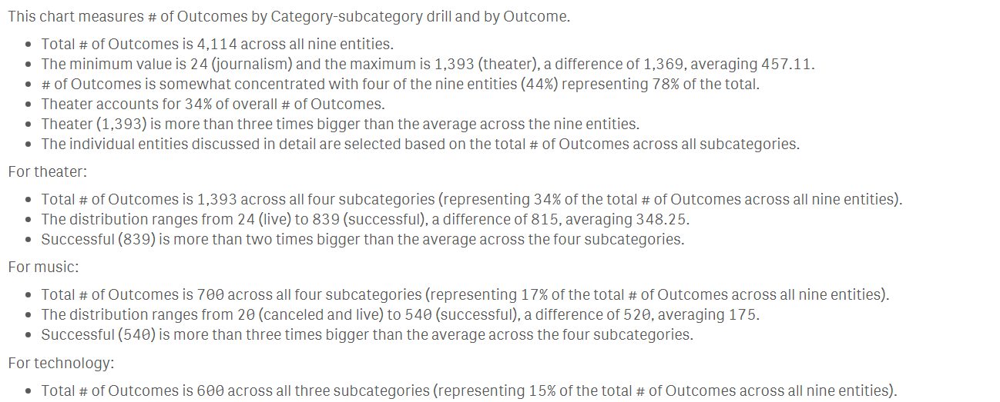 This chart measures # of Outcomes by Category-subcategory drill and by Outcome.
• Total # of Outcomes is 4,114 across all nine entities.
• The minimum value is 24 (journalism) and the maximum is 1,393 (theater), a difference of 1,369, averaging 457.11.
• # of Outcomes is somewhat concentrated with four of the nine entities (44%) representing 78% of the total.
• Theater accounts for 34% of overall # of Outcomes.
• Theater (1,393) is more than three times bigger than the average across the nine entities.
• The individual entities discussed in detail are selected based on the total # of Outcomes across all subcategories.
For theater:
• Total # of Outcomes is 1,393 across all four subcategories (representing 34% of the total # of Outcomes across all nine entities).
• The distribution ranges from 24 (live) to 839 (successful), a difference of 815, averaging 348.25.
• Successful (839) is more than two times bigger than the average across the four subcategories.
For music:
• Total # of Outcomes is 700 across all four subcategories (representing 17% of the total # of Outcomes across all nine entities).
• The distribution ranges from 20 (canceled and live) to 540 (successful), a difference of 520, averaging 175.
• Successful (540) is more than three times bigger than the average across the four subcategories.
For technology:
• Total # of Outcomes is 600 across all three subcategories (representing 15% of the total # of Outcomes across all nine entities).